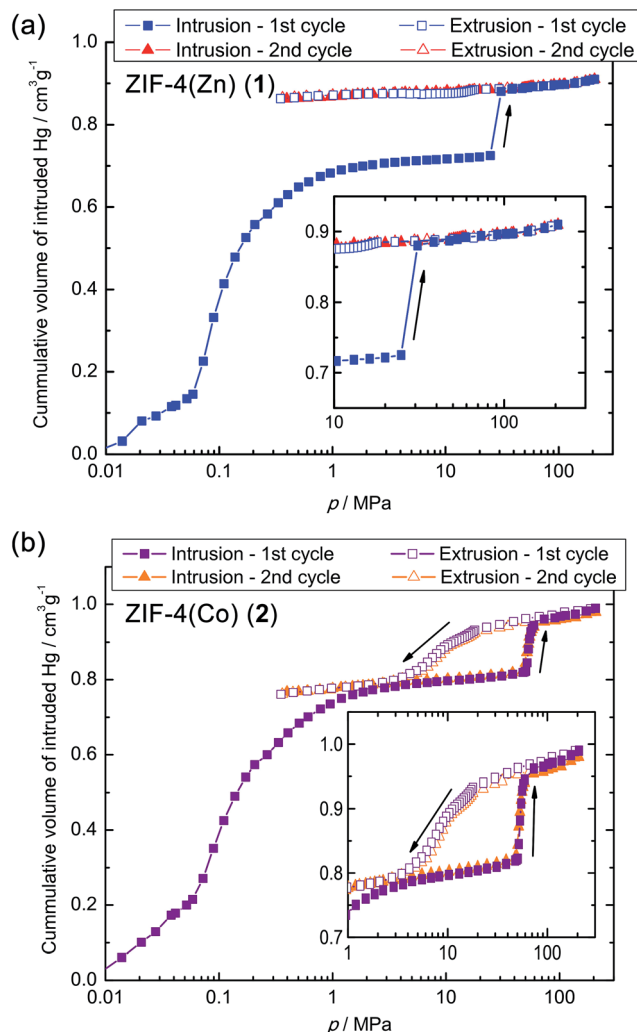 (a)
Intrusion - 1st cycle Extrusion - 1st cycle
Intrusion - 2nd cycle Extrusion - 2nd cycle
ZIF-4(Zn) (1)
Cummulative volume of intruded Hg / cm³g⁻¹
1.0
0.8
0.6
0.4
0.2
0.0
0.9
0.8
0.7
10 100
0.01 0.1 1 10 100
p / MPa
(b)
Intrusion - 1st cycle Extrusion - 1st cycle
Intrusion - 2nd cycle Extrusion - 2nd cycle
ZIF-4(Co) (2)
Cummulative volume of intruded Hg / cm³g⁻¹
1.0
0.8
0.6
0.4
0.2
0.0
1.0
0.9
0.8
0.7
1 10 100
0.01 0.1 1 10 100
p / MPa